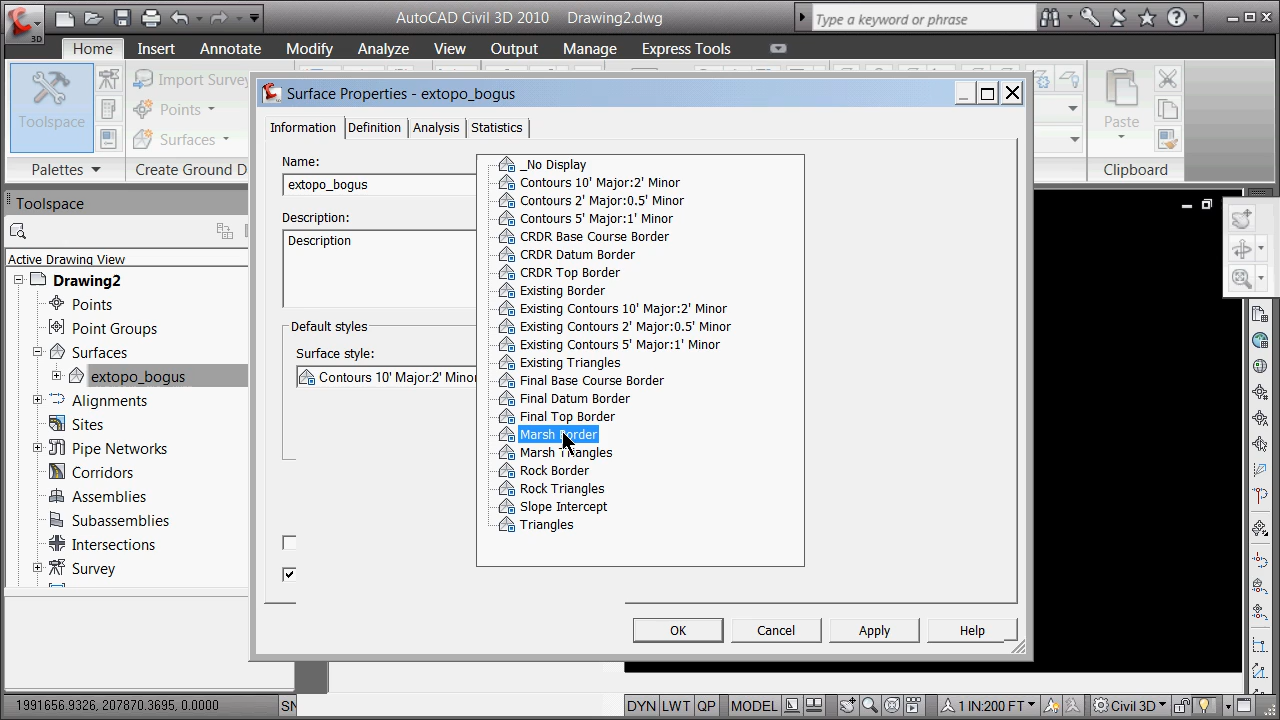 AutoCAD Civil 3D 2010 Drawing2.dwg
Type a keyword or phrase
3D
Home Insert Annotate Modify Analyze View Output Manage Express Tools
Toolspace
Import Surve
Points
Surfaces
Paste
Palettes
Create Ground D
Clipboard
Surface Properties - extopo_bogus
Information Definition Analysis Statistics
Name:
extopo_bogus
Description:
Description
Default styles
Surface style:
Contours 10' Major:2' Minor
_No Display
Contours 10' Major:2' Minor
Contours 2' Major:0.5' Minor
Contours 5' Major:1' Minor
CRDR Base Course Border
CRDR Datum Border
CRDR Top Border
Existing Border
Existing Contours 10' Major:2' Minor
Existing Contours 2' Major:0.5' Minor
Existing Contours 5' Major:1' Minor
Existing Triangles
Final Base Course Border
Final Datum Border
Final Top Border
Marsh Border
Marsh Triangles
Rock Border
Rock Triangles
Slope Intercept
Triangles
OK Cancel Apply Help
Toolspace
Active Drawing View
Drawing2
Points
Point Groups
Surfaces
extopo_bogus
Alignments
Sites
Pipe Networks
Corridors
Assemblies
Subassemblies
Intersections
Survey
1991656.9326, 207870.3695, 0.0000
SN
DYN LWT QP MODEL
1 IN:200 FT
Civil 3D